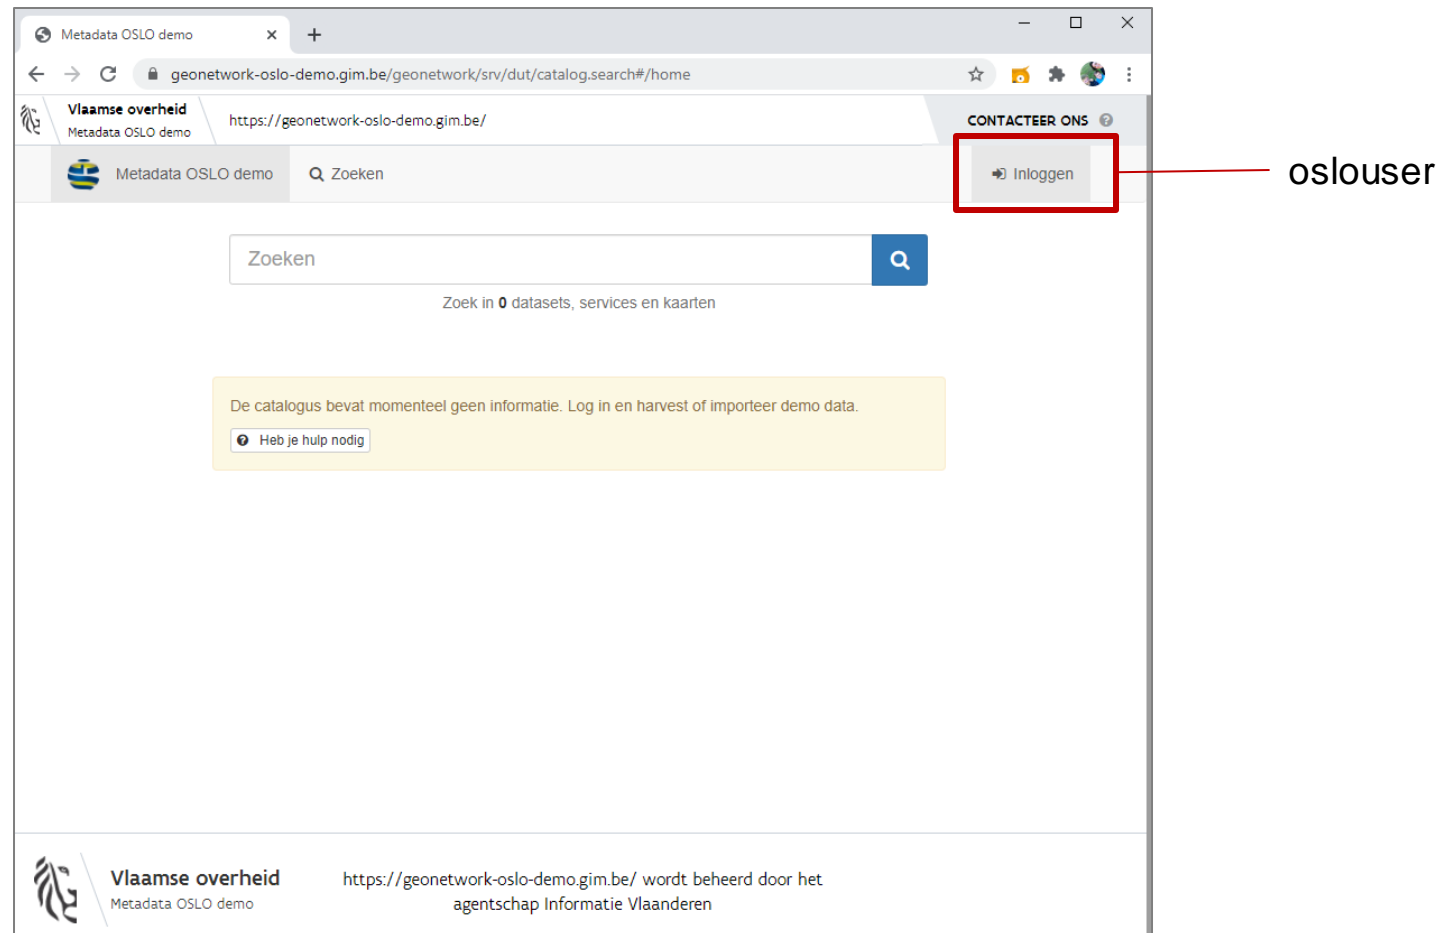 Metadata OSLO demo
geonetwork-oslo-demo.gim.be/geonetwork/srv/dut/catalog.search#/home
Vlaamse overheid
Metadata OSLO demo
https://geonetwork-oslo-demo.gim.be/
CONTACTEER ONS
Metadata OSLO demo
Zoeken
Inloggen
oslouser
Zoeken
Zoek in 0 datasets, services en kaarten
De catalogus bevat momenteel geen informatie. Log in en harvest of importeer demo data.
Heb je hulp nodig
Vlaamse overheid
Metadata OSLO demo
https://geonetwork-oslo-demo.gim.be/ wordt beheerd door het
agentschap Informatie Vlaanderen